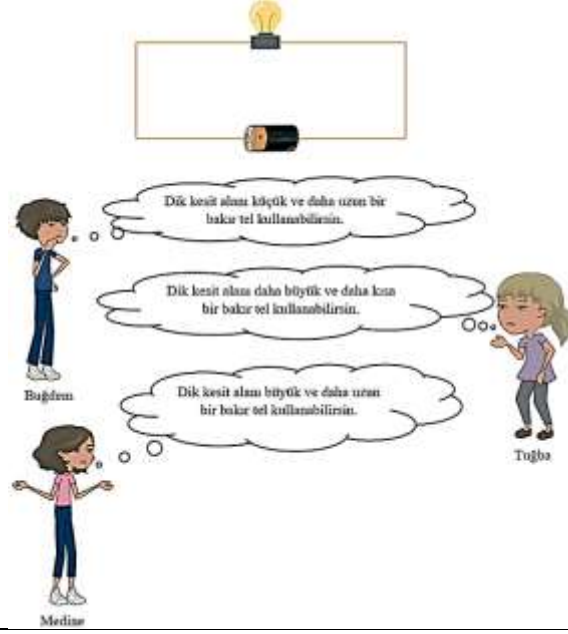 Dik kesit alanı küçük ve daha uzun bir
bakır tel kullanabilirsin.
Dik kesit alanı daha büyük ve daha kısa
bir bakır tel kullanabilirsin.
Buğdem
Dik kesit alanı büyük ve daha uzun
bir bakır tel kullanabilirsin.
Tuğba
Medine